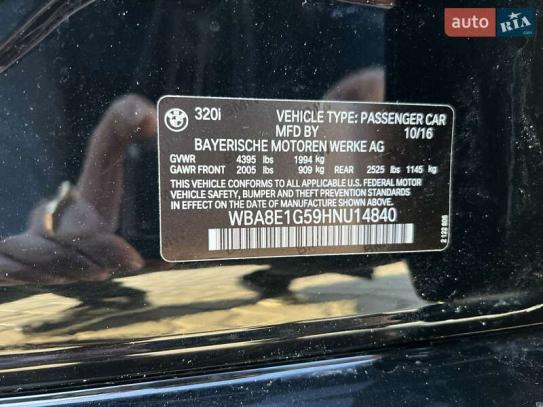 auto RIA
BMW
320i VEHICLE TYPE: PASSENGER CAR
MFD BY 10/16
BAYERISCHE MOTOREN WERKE AG
GVWR 4395 lbs 1994 kg
GAWR FRONT 2005 lbs 909 kg REAR 2525 lbs 1145 kg
THIS VEHICLE CONFORMS TO ALL APPLICABLE U.S. FEDERAL MOTOR
VEHICLE SAFETY, BUMPER AND THEFT PREVENTION STANDARDS
IN EFFECT ON THE DATE OF MANUFACTURE SHOWN ABOVE.
WBA8E1G59HNU14840